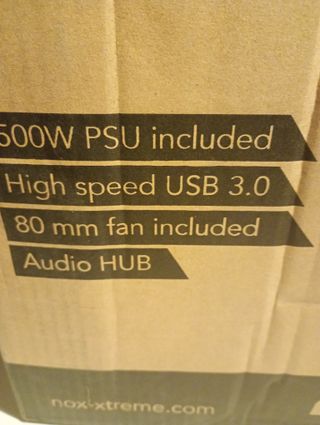 500W PSU included
High speed USB 3.0
80 mm fan included
Audio HUB
nox-xtreme.com